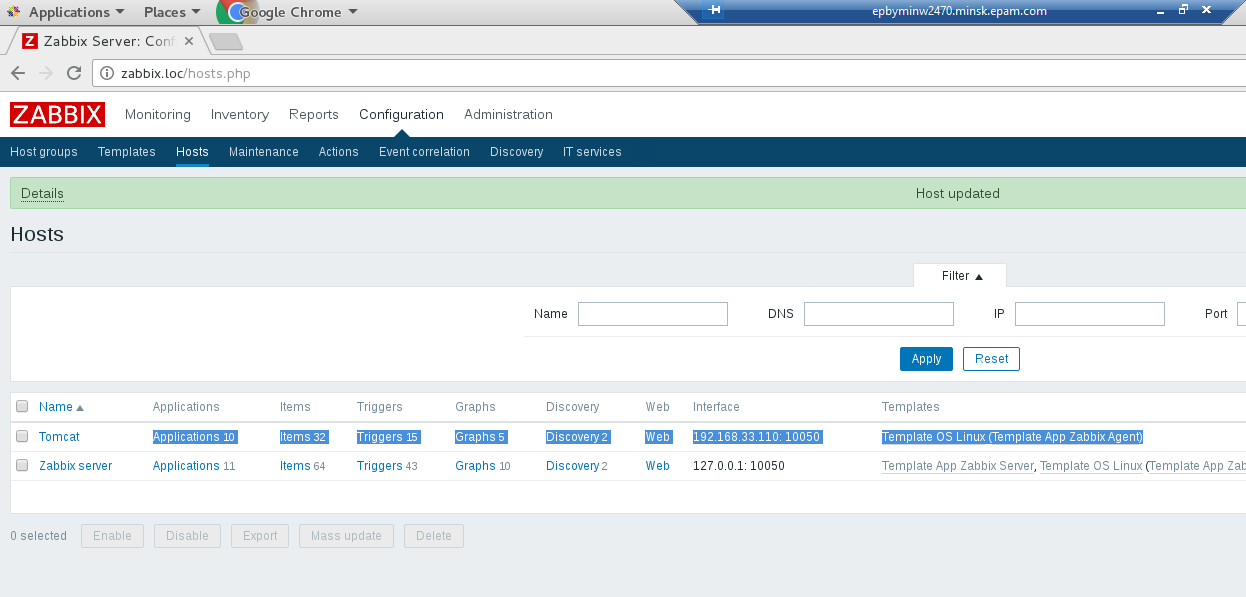 Applications Places Google Chrome epbyminw2470.minsk.epam.com
Z Zabbix Server: Conf
zabbix.loc/hosts.php
ZABBIX Monitoring Inventory Reports Configuration Administration
Host groups Templates Hosts Maintenance Actions Event correlation Discovery IT services
Details Host updated
Hosts
Filter
Name DNS IP Port
Apply Reset
Name Applications Items Triggers Graphs Discovery Web Interface Templates
Tomcat Applications 10 Items 32 Triggers 15 Graphs 5 Discovery 2 Web 192.168.33.110: 10050 Template OS Linux (Template App Zabbix Agent)
Zabbix server Applications 11 Items 64 Triggers 43 Graphs 10 Discovery 2 Web 127.0.0.1: 10050 Template App Zabbix Server, Template OS Linux (Template App Zab
0 selected Enable Disable Export Mass update Delete